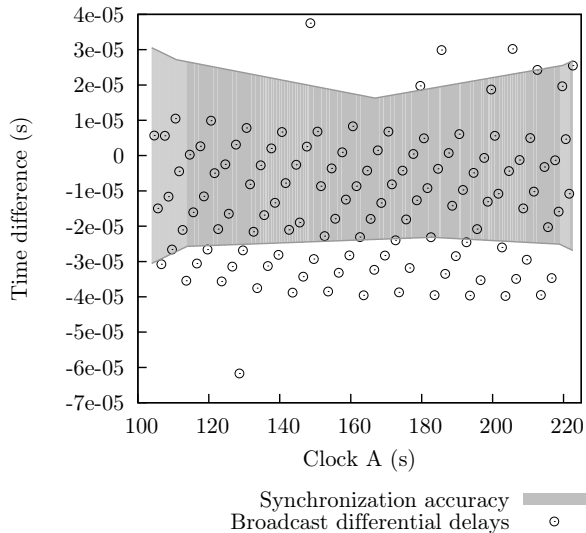 4e-05
3e-05
2e-05
1e-05
0
-1e-05
-2e-05
-3e-05
-4e-05
-5e-05
-6e-05
-7e-05
Time difference (s)
100 120 140 160 180 200 220
Clock A (s)
Synchronization accuracy
Broadcast differential delays